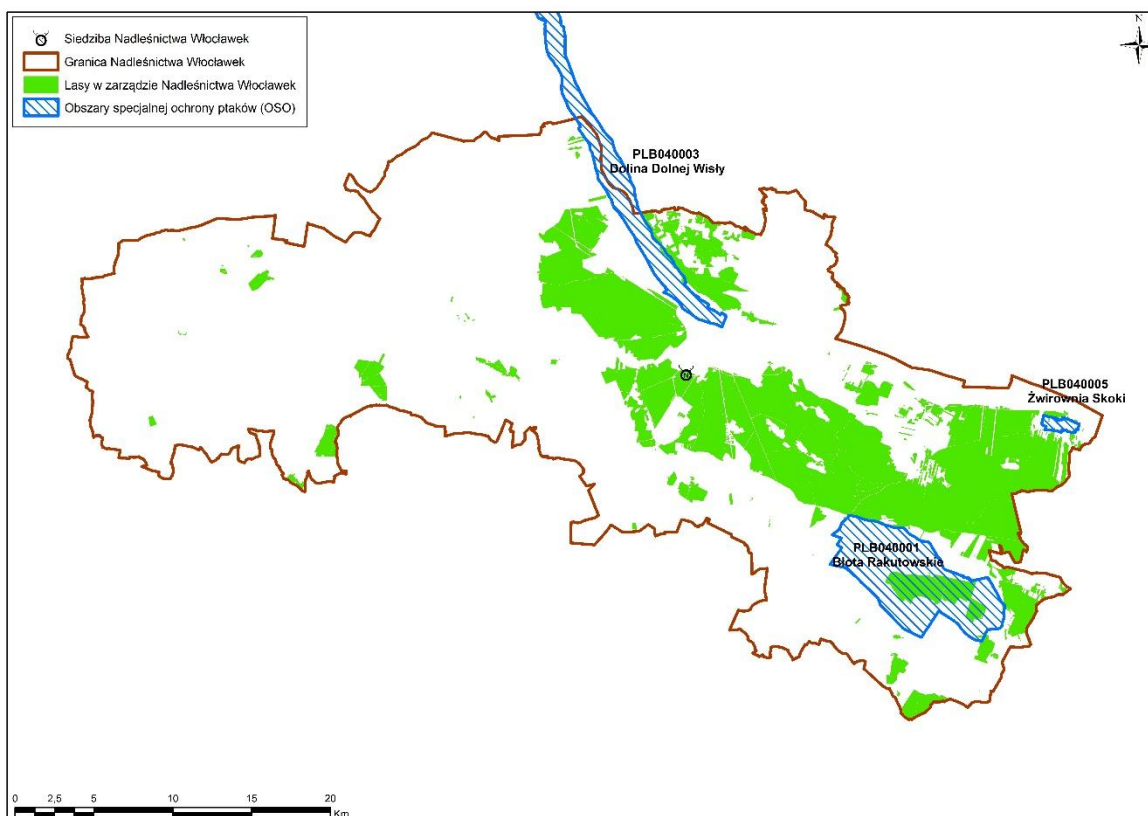 Siedziba Nadleśnictwa Włocławek
Granica Nadleśnictwa Włocławek
Lasy w zarządzie Nadleśnictwa Włocławek
Obszary specjalnej ochrony ptaków (OSO)
N
PLB040003
Dolina Dolnej Wisły
PLB040005
Żwirownia Skoki
PLB040001
Błota Rakutowskie
0 2,5 5 10 15 20
Km